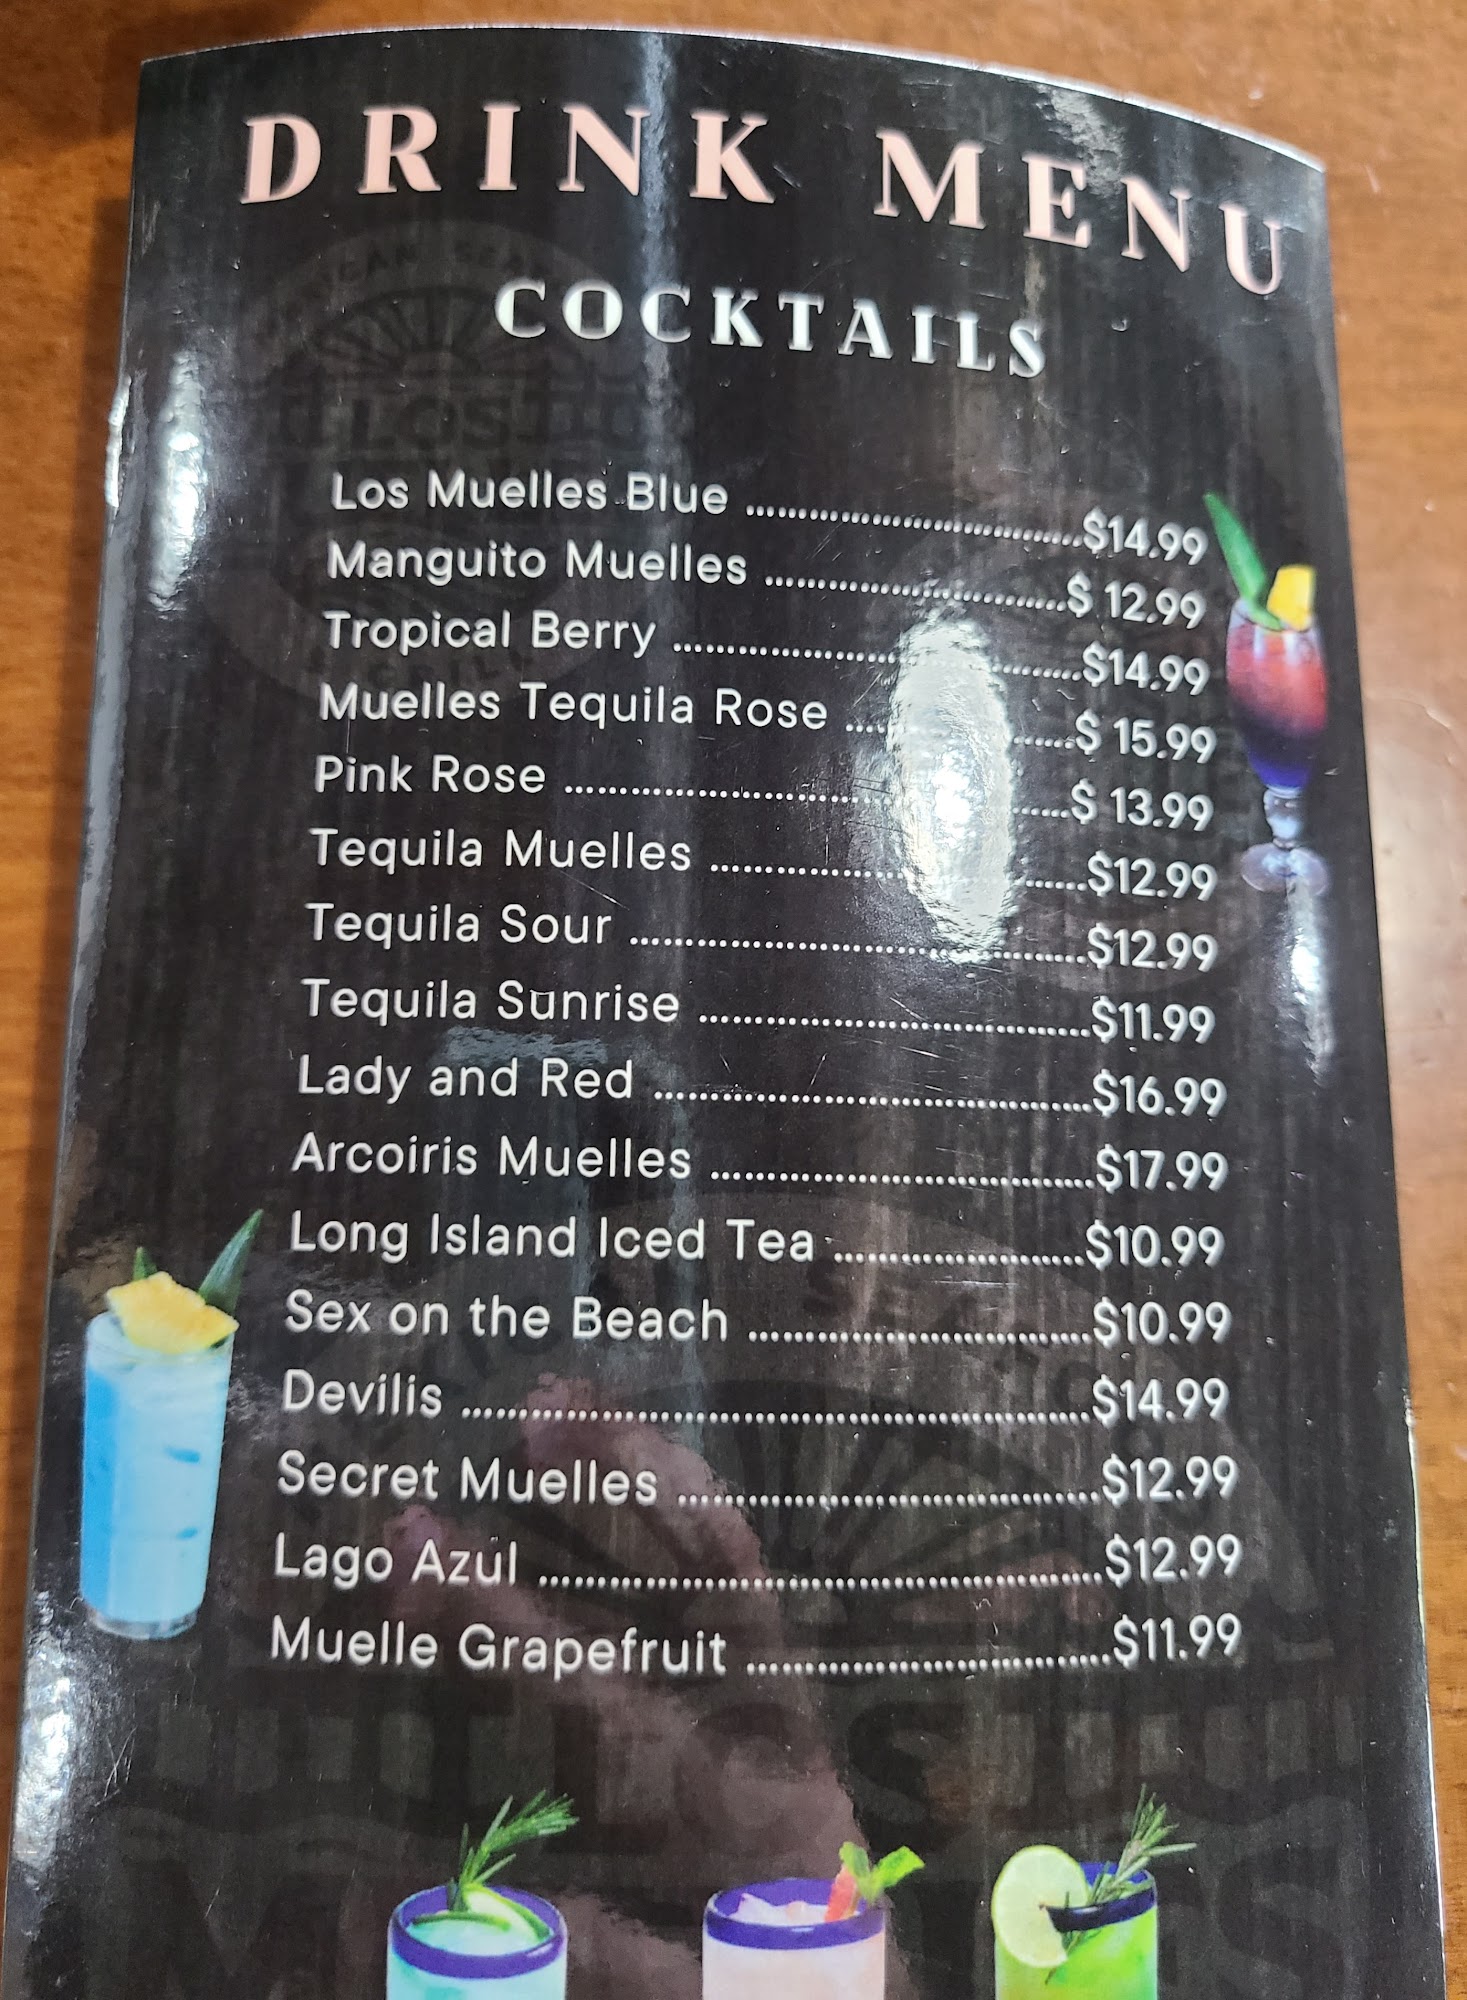 DRINK MENU
COCKTAILS
Los Muelles Blue ........................................$14.99
Manguito Muelles ....................................$ 12.99
Tropical Berry .................................................$14.99
Muelles Tequila Rose ...........................$ 15.99
Pink Rose .............................................................$ 13.99
Tequila Muelles .............................................$12.99
Tequila Sour .......................................................$12.99
Tequila Sunrise ...............................................$11.99
Lady and Red .....................................................$16.99
Arcoiris Muelles ..............................................$17.99
Long Island Iced Tea ..............................$10.99
Sex on the Beach .........................................$10.99
Devilis ...........................................................................$14.99
Secret Muelles ..................................................$12.99
Lago Azul ...................................................................$12.99
Muelle Grapefruit ...........................................$11.99